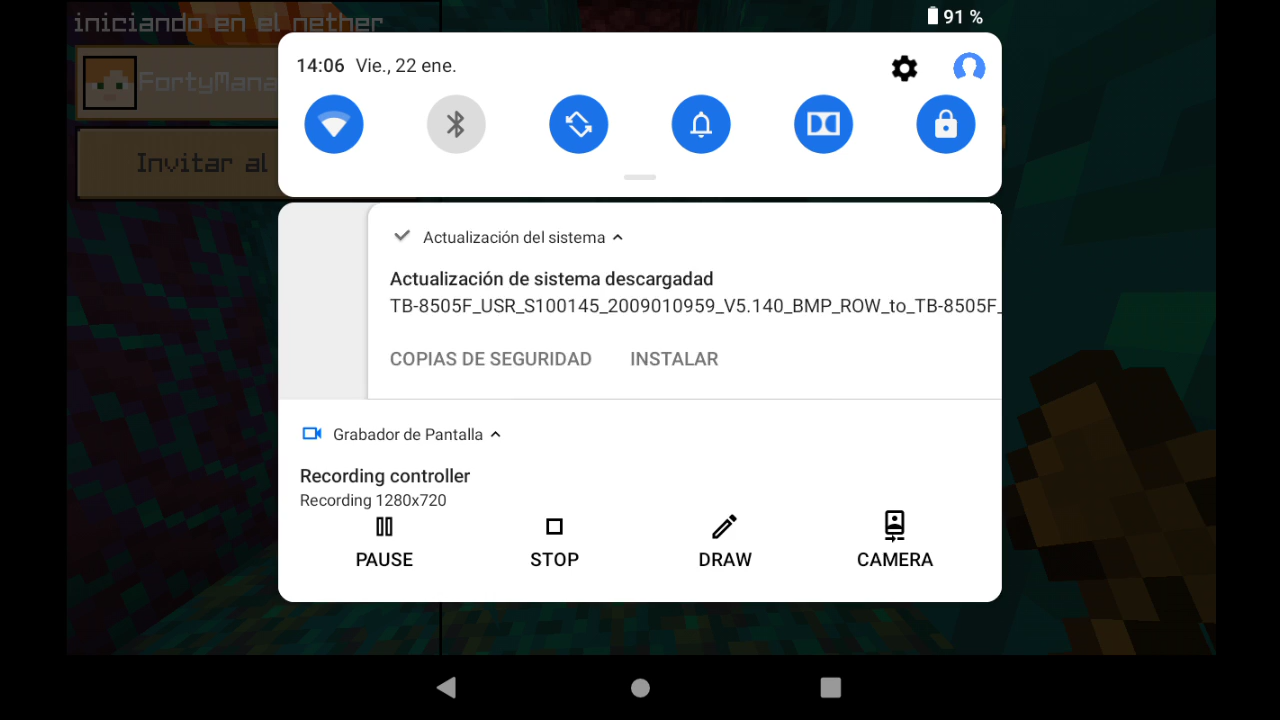 iniciando en el nether
91 %
14:06 Vie., 22 ene.
FortyMana
Invitar al
Actualización del sistema
Actualización de sistema descargadad
TB-8505F_USR_S100145_2009010959_V5.140_BMP_ROW_to_TB-8505F_
COPIAS DE SEGURIDAD INSTALAR
Grabador de Pantalla
Recording controller
Recording 1280x720
PAUSE STOP DRAW CAMERA